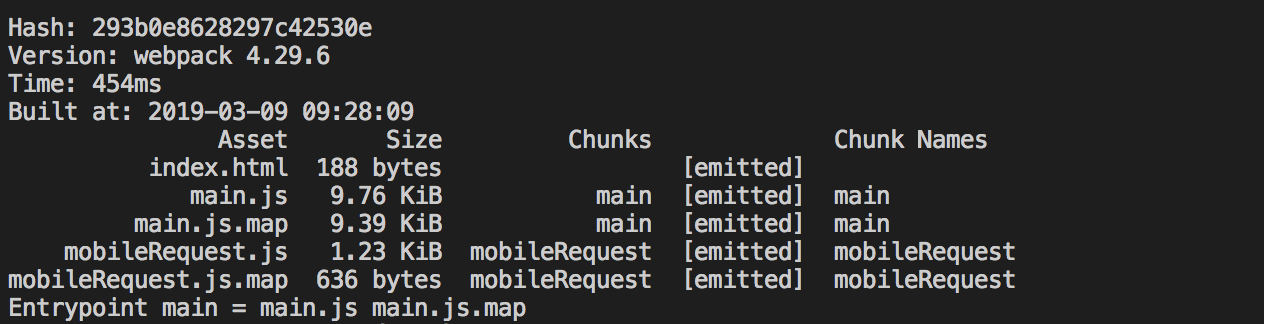 Hash: 293b0e8628297c42530e
Version: webpack 4.29.6
Time: 454ms
Built at: 2019-03-09 09:28:09
Asset Size Chunks Chunk Names
index.html 188 bytes [emitted]
main.js 9.76 KiB main [emitted] main
main.js.map 9.39 KiB main [emitted] main
mobileRequest.js 1.23 KiB mobileRequest [emitted] mobileRequest
mobileRequest.js.map 636 bytes mobileRequest [emitted] mobileRequest
Entrypoint main = main.js main.js.map